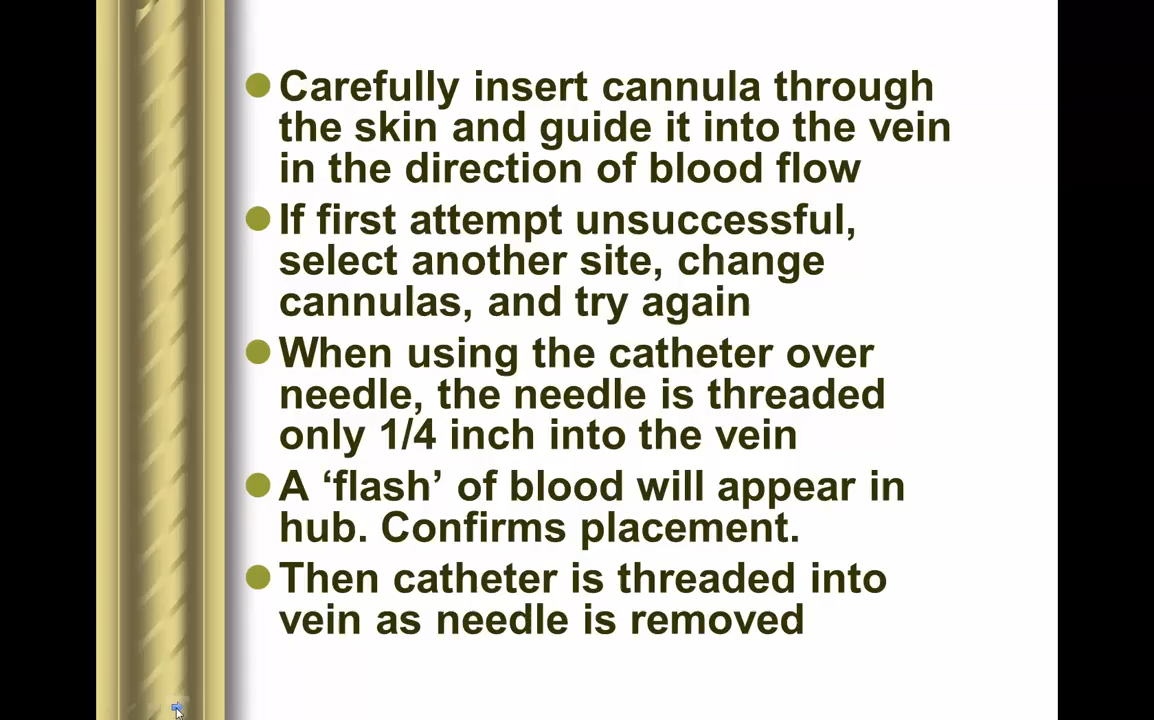 Carefully insert cannula through
the skin and guide it into the vein
in the direction of blood flow
If first attempt unsuccessful,
select another site, change
cannulas, and try again
When using the catheter over
needle, the needle is threaded
only 1/4 inch into the vein
A ‘flash’ of blood will appear in
hub. Confirms placement.
Then catheter is threaded into
vein as needle is removed